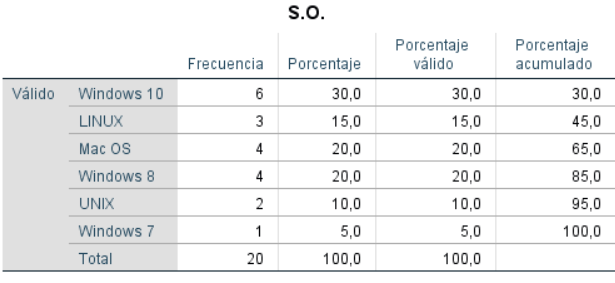 S.O.
Frecuencia Porcentaje Porcentaje válido Porcentaje acumulado
Válido Windows 10 6 30,0 30,0 30,0
LINUX 3 15,0 15,0 45,0
Mac OS 4 20,0 20,0 65,0
Windows 8 4 20,0 20,0 85,0
UNIX 2 10,0 10,0 95,0
Windows 7 1 5,0 5,0 100,0
Total 20 100,0 100,0